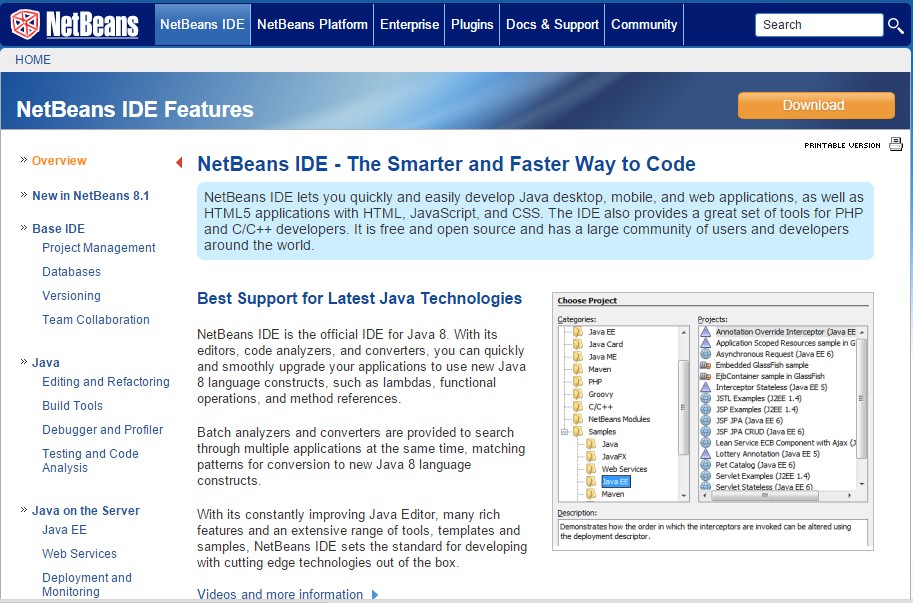 NetBeans
NetBeans IDE
NetBeans Platform
Enterprise
Plugins
Docs & Support
Community
Search
HOME
NetBeans IDE Features
Download
PRINTABLE VERSION
» Overview
» New in NetBeans 8.1
» Base IDE
Project Management
Databases
Versioning
Team Collaboration
» Java
Editing and Refactoring
Build Tools
Debugger and Profiler
Testing and Code
Analysis
» Java on the Server
Java EE
Web Services
Deployment and
Monitoring
NetBeans IDE - The Smarter and Faster Way to Code
NetBeans IDE lets you quickly and easily develop Java desktop, mobile, and web applications, as well as
HTML5 applications with HTML, JavaScript, and CSS. The IDE also provides a great set of tools for PHP
and C/C++ developers. It is free and open source and has a large community of users and developers
around the world.
Best Support for Latest Java Technologies
NetBeans IDE is the official IDE for Java 8. With its
editors, code analyzers, and converters, you can quickly
and smoothly upgrade your applications to use new Java
8 language constructs, such as lambdas, functional
operations, and method references.
Batch analyzers and converters are provided to search
through multiple applications at the same time, matching
patterns for conversion to new Java 8 language
constructs.
With its constantly improving Java Editor, many rich
features and an extensive range of tools, templates and
samples, NetBeans IDE sets the standard for developing
with cutting edge technologies out of the box.
Videos and more information
Choose Project
Categories:
Java EE
Java Card
Java ME
Maven
PHP
Groovy
C/C++
NetBeans Modules
Samples
Java
JavaFX
Web Services
Java EE
Maven
Projects:
Annotation Override Interceptor (Java EE
Application Scoped Resources sample in G
Asynchronous Request (Java EE 6)
Embedded GlassFish sample
EjbContainer sample in GlassFish
Interceptor Stateless (Java EE 5)
JSTL Examples (J2EE 1.4)
JSP Examples (J2EE 1.4)
JSF JPA (Java EE 6)
JSF JPA CRUD (Java EE 6)
Lean Service ECB Component with Ajax (J
Lottery Annotation (Java EE 5)
Pet Catalog (Java EE 6)
Servlet Examples (J2EE 1.4)
Servlet Stateless (Java EE 6)
Description:
Demonstrates how the order in which the interceptors are invoked can be altered using
the deployment descriptor.